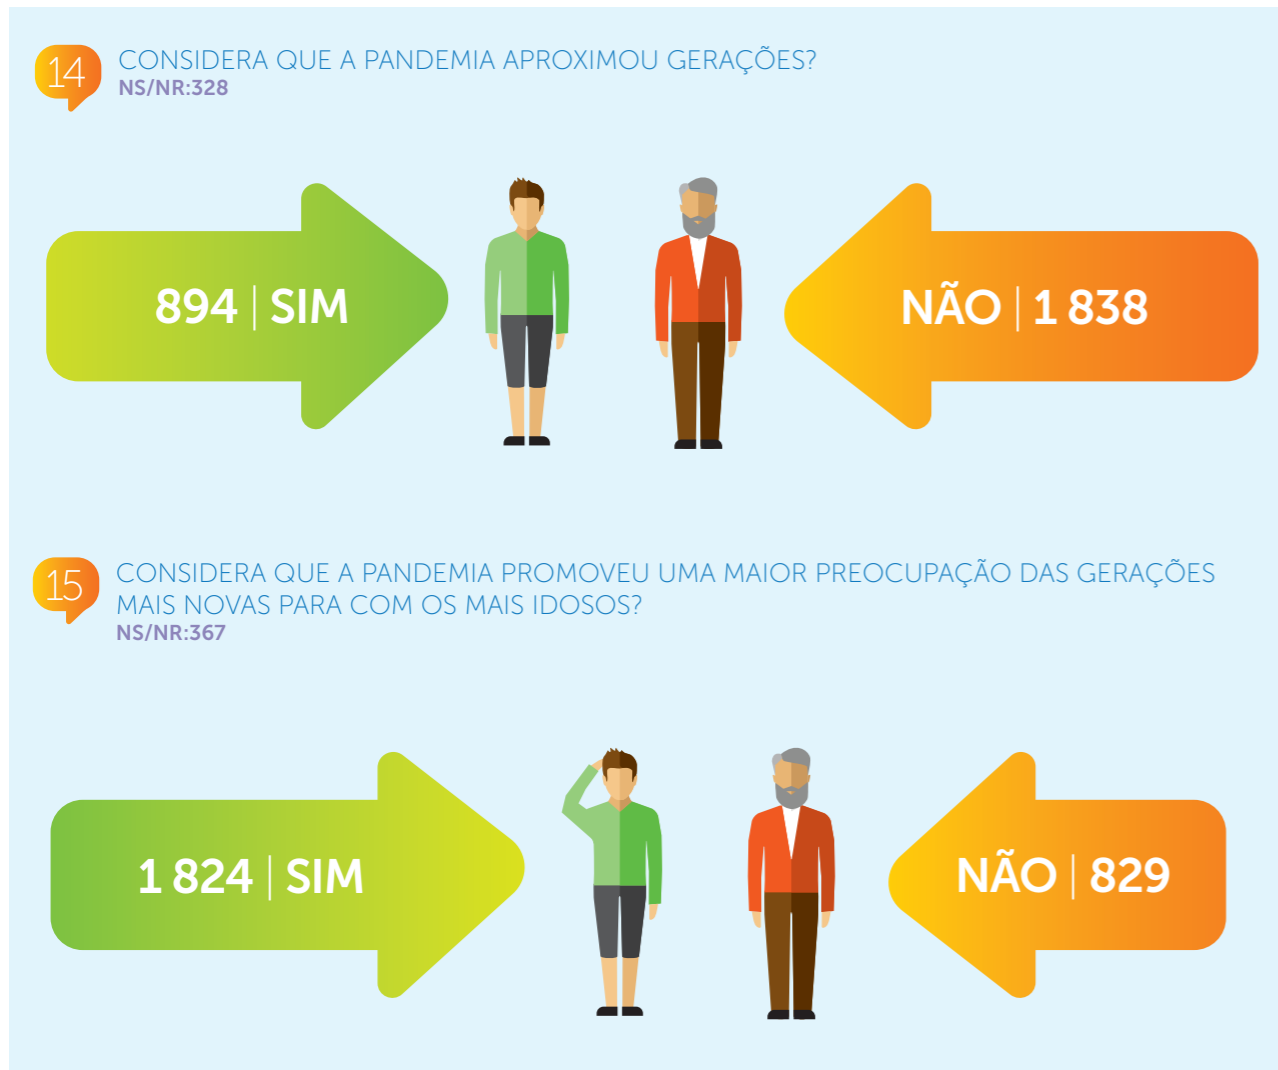 14
CONSIDERA QUE A PANDEMIA APROXIMOU GERAÇÕES?
NS/NR:328
894 | SIM
NÃO | 1 838
15
CONSIDERA QUE A PANDEMIA PROMOVEU UMA MAIOR PREOCUPAÇÃO DAS GERAÇÕES
MAIS NOVAS PARA COM OS MAIS IDOSOS?
NS/NR:367
1 824 | SIM
NÃO | 829